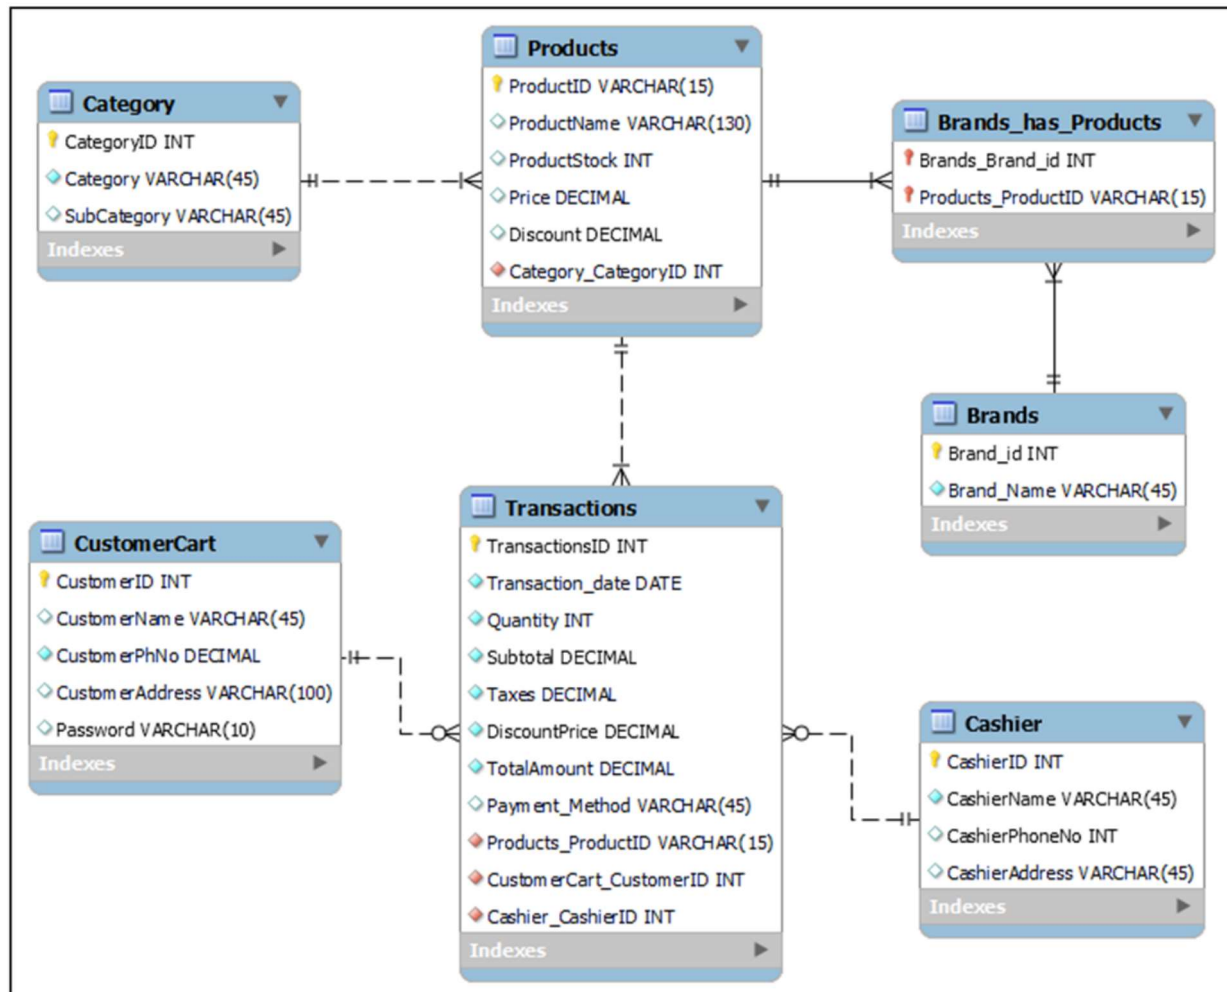 Category
CategoryID INT
Category VARCHAR(45)
SubCategory VARCHAR(45)
Indexes
Products
ProductID VARCHAR(15)
ProductName VARCHAR(130)
ProductStock INT
Price DECIMAL
Discount DECIMAL
Category_CategoryID INT
Indexes
Brands_has_Products
Brands_Brand_id INT
Products_ProductID VARCHAR(15)
Indexes
Brands
Brand_id INT
Brand_Name VARCHAR(45)
Indexes
CustomerCart
CustomerID INT
CustomerName VARCHAR(45)
CustomerPhNo DECIMAL
CustomerAddress VARCHAR(100)
Password VARCHAR(10)
Indexes
Transactions
TransactionsID INT
Transaction_date DATE
Quantity INT
Subtotal DECIMAL
Taxes DECIMAL
DiscountPrice DECIMAL
TotalAmount DECIMAL
Payment_Method VARCHAR(45)
Products_ProductID VARCHAR(15)
CustomerCart_CustomerID INT
Cashier_CashierID INT
Indexes
Cashier
CashierID INT
CashierName VARCHAR(45)
CashierPhoneNo INT
CashierAddress VARCHAR(45)
Indexes